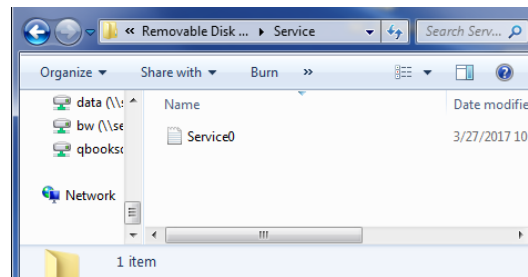 « Removable Disk ... ▸ Service
Search Serv...
Organize Share with Burn »
Name Date modifie
data (\\s
bw (\\se
qbooksc
Service0 3/27/2017 10
Network
1 item